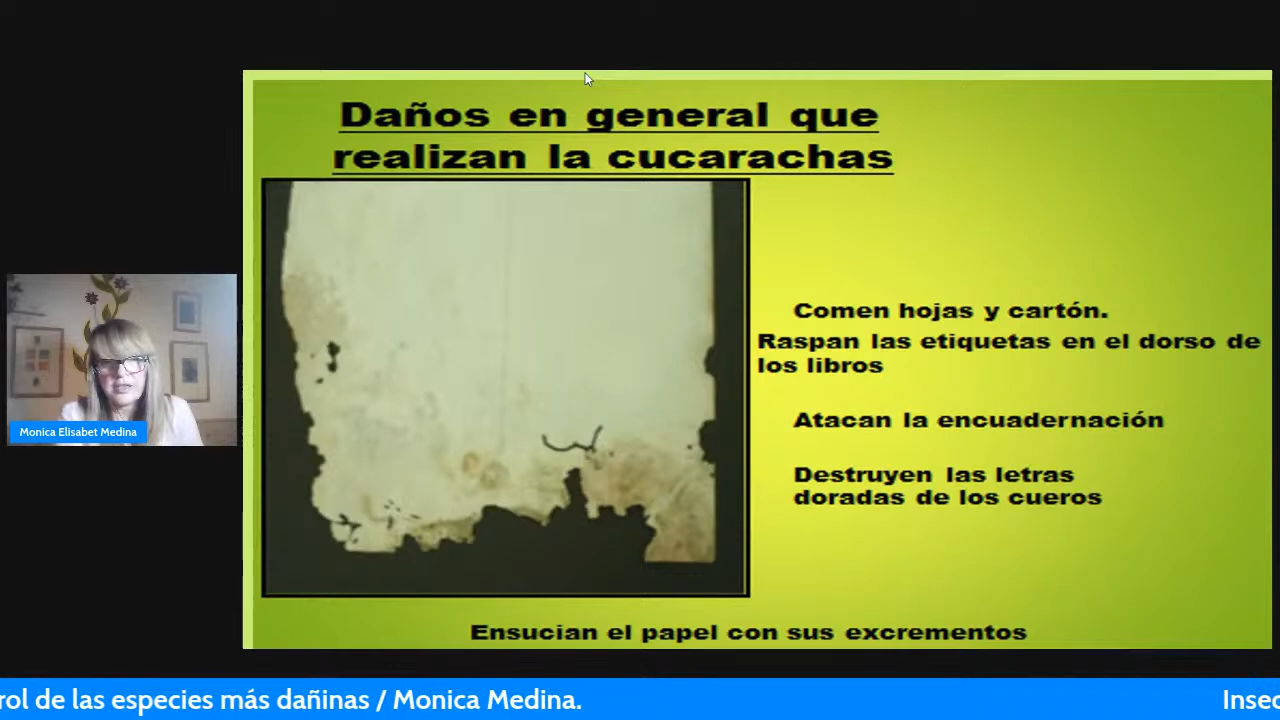 Daños en general que
realizan la cucarachas
Comen hojas y cartón.
Raspan las etiquetas en el dorso de
los libros
Atacan la encuadernación
Destruyen las letras
doradas de los cueros
Ensucian el papel con sus excrementos
Monica Elisabet Medina
rol de las especies más dañinas / Monica Medina.
Insec